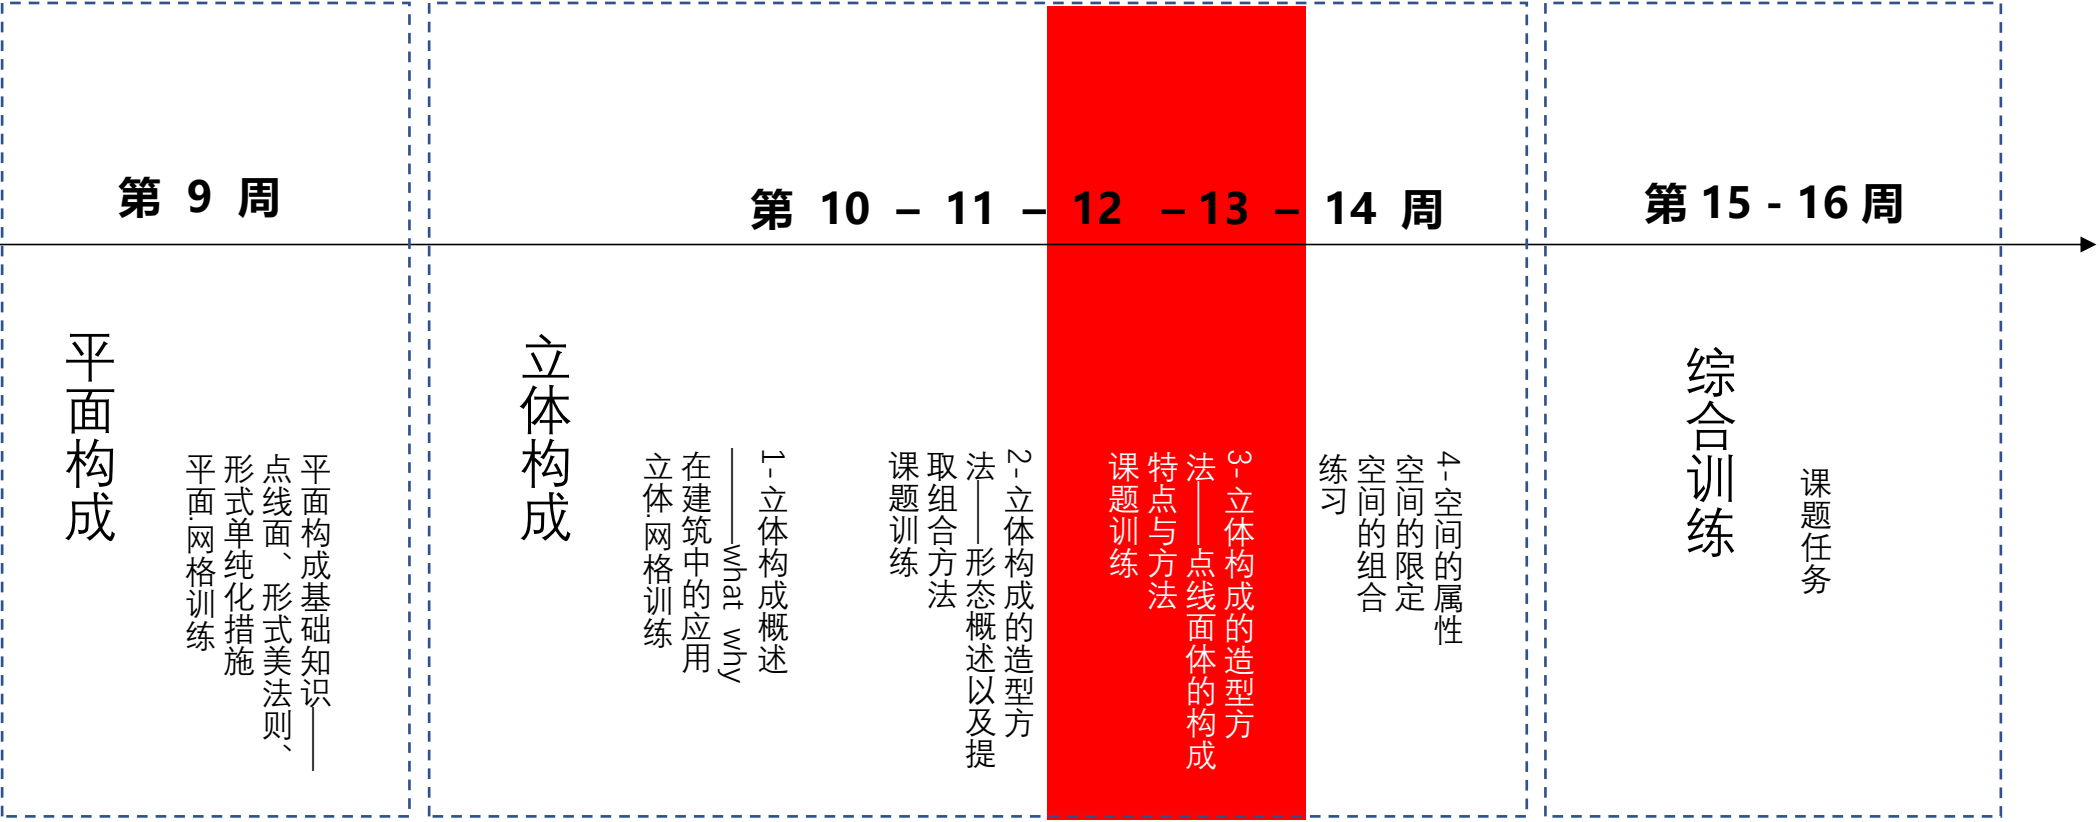 第 9 周
第 10 – 11 – 12 – 13 – 14 周
第 15 - 16 周
平面构成
平面构成基础知识——
点线面、形式美法则、
形式单纯化措施
平面.网格训练
立体构成
1-立体构成概述
———what why
在建筑中的应用
立体.网格训练
2-立体构成的造型方
法——形态概述以及提
取组合方法
课题训练
3-立体构成的造型方
法——点线面体的构成
特点与方法
课题训练
4-空间的属性
空间的限定
空间的组合
练习
综合训练
课题任务